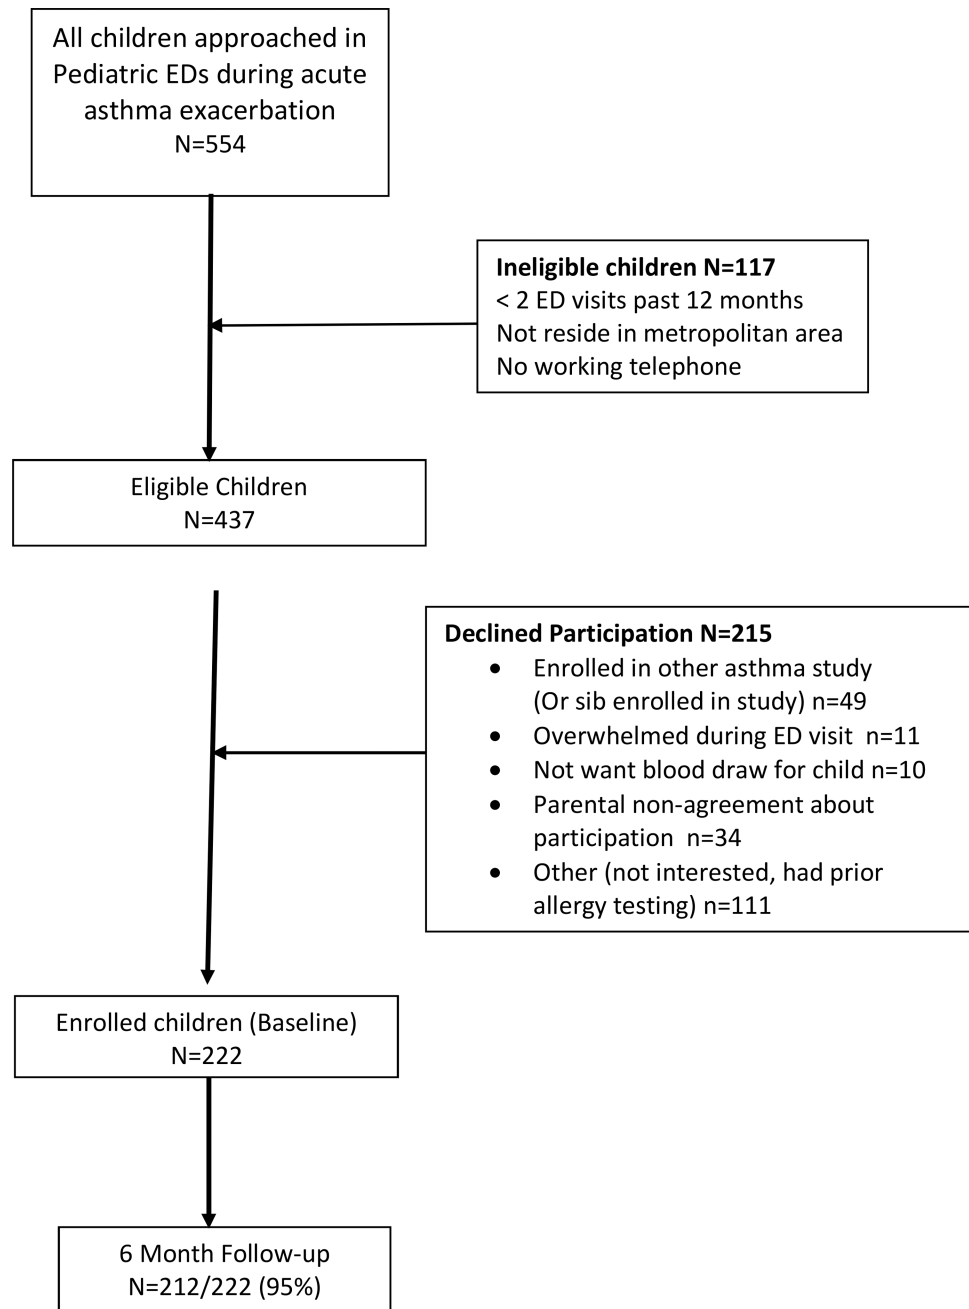 All children approached in
Pediatric EDs during acute
asthma exacerbation
N=554
Ineligible children N=117
< 2 ED visits past 12 months
Not reside in metropolitan area
No working telephone
Eligible Children
N=437
Declined Participation N=215
• Enrolled in other asthma study
(Or sib enrolled in study) n=49
• Overwhelmed during ED visit  n=11
• Not want blood draw for child n=10
• Parental non-agreement about
participation  n=34
• Other (not interested, had prior
allergy testing) n=111
Enrolled children (Baseline)
N=222
6 Month Follow-up
N=212/222 (95%)